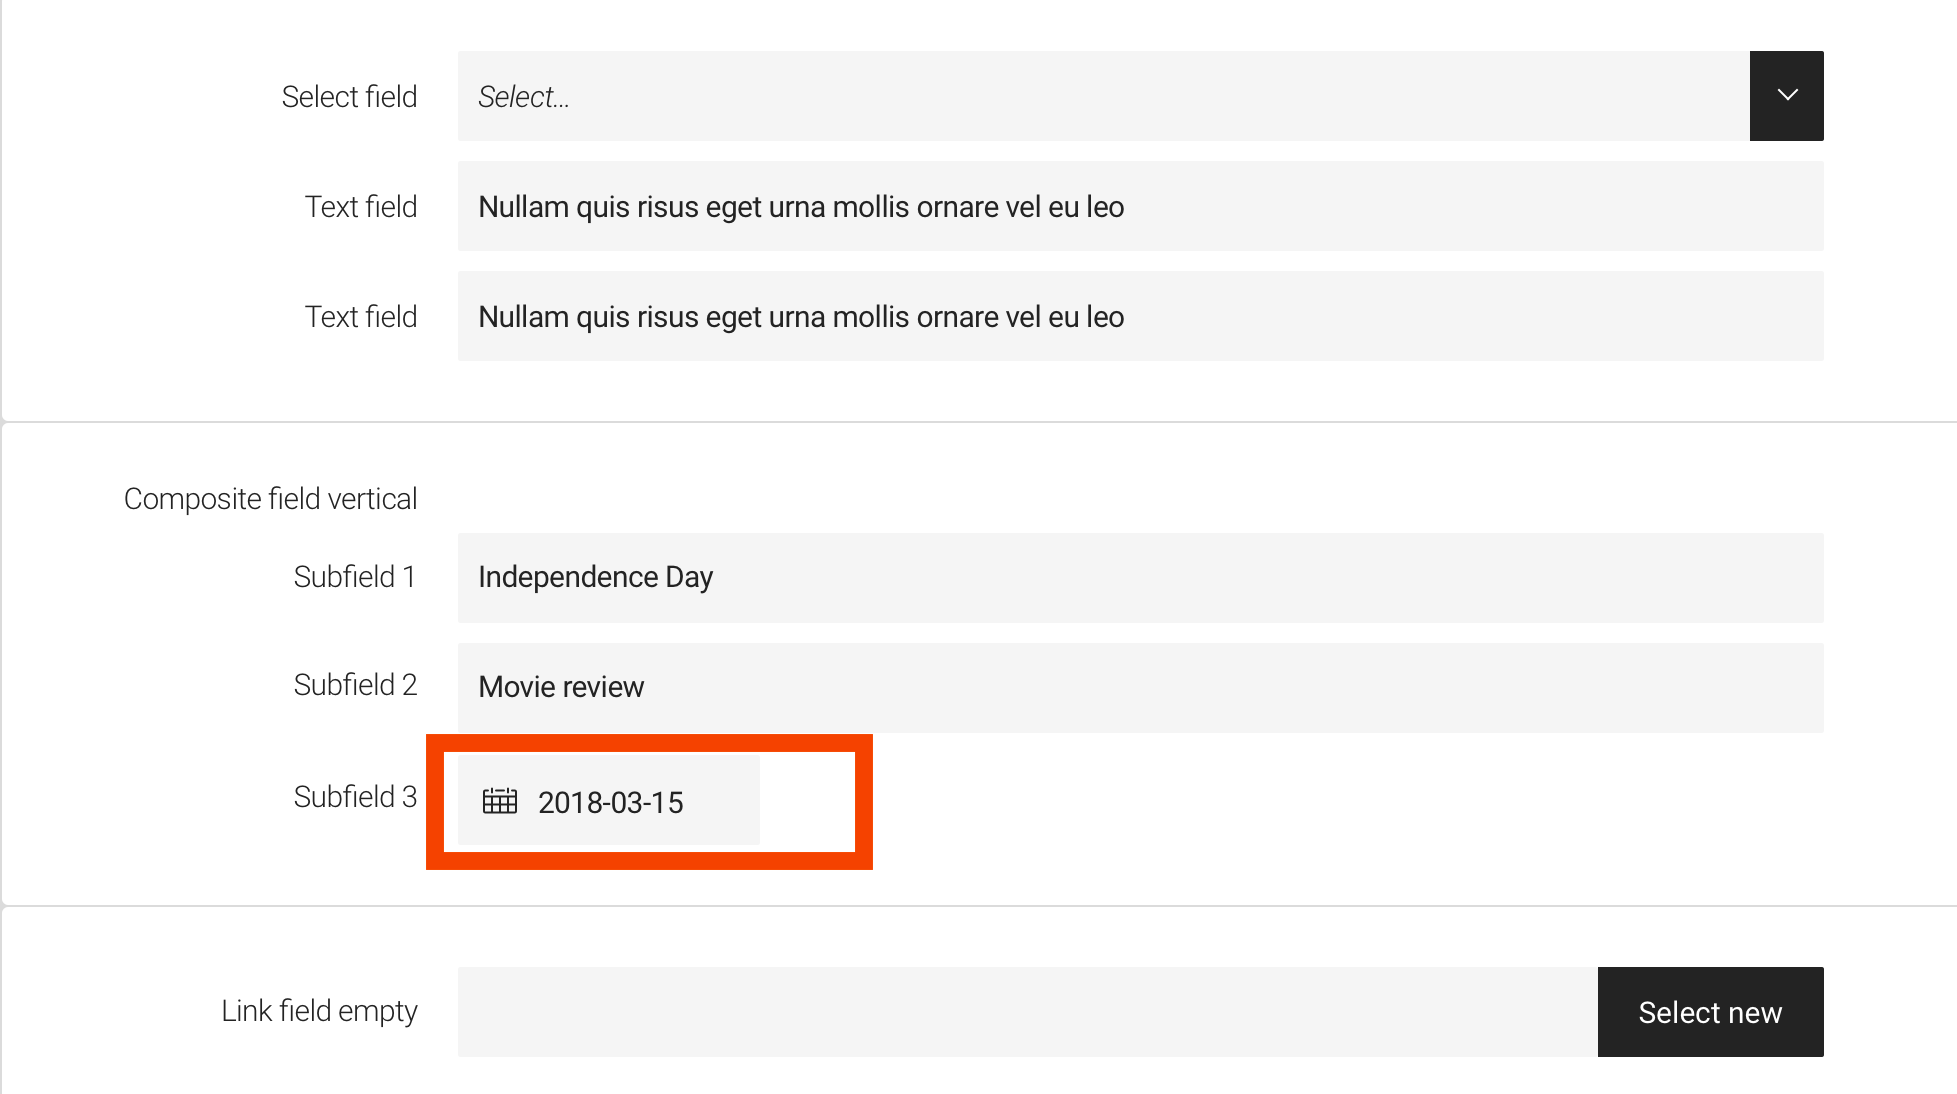 Select field Select...
Text field Nullam quis risus eget urna mollis ornare vel eu leo
Text field Nullam quis risus eget urna mollis ornare vel eu leo
Composite field vertical
Subfield 1 Independence Day
Subfield 2 Movie review
Subfield 3 2018-03-15
Link field empty Select new